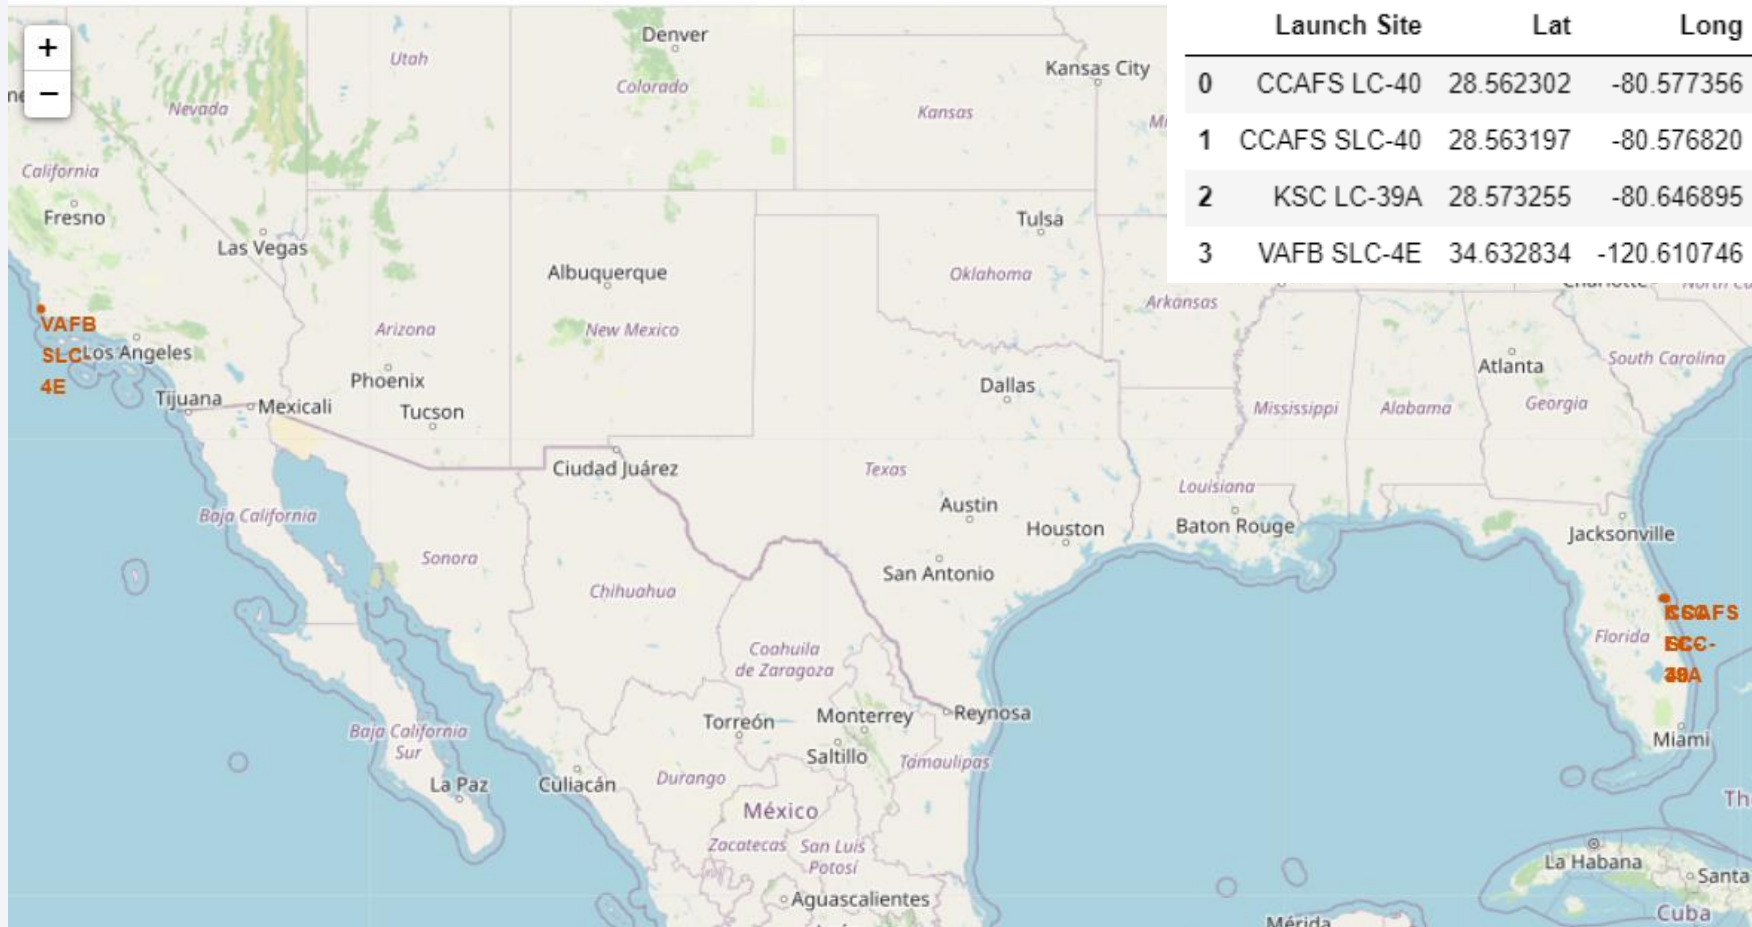 +
−
Launch Site Lat Long
0 CCAFS LC-40 28.562302 -80.577356
1 CCAFS SLC-40 28.563197 -80.576820
2 KSC LC-39A 28.573255 -80.646895
3 VAFB SLC-4E 34.632834 -120.610746
Denver
Utah
Colorado
Kansas City
Nevada
Kansas
California
Fresno
Tulsa
Las Vegas
Albuquerque
Oklahoma
Arkansas
VAFB
SLC-
4E
Los Angeles
Arizona
New Mexico
Phoenix
Dallas
Atlanta
South Carolina
Tijuana
Mexicali
Tucson
Mississippi
Alabama
Georgia
Ciudad Juárez
Texas
Louisiana
Austin
Baja California
Houston
Baton Rouge
Jacksonville
Sonora
San Antonio
Chihuahua
Florida
Coahuila
de Zaragoza
Torreón
Monterrey
Reynosa
Baja California
Sur
Saltillo
Tamaulipas
Miami
La Paz
Culiacán
Durango
México
Zacatecas
San Luis
Potosí
La Habana
Santa
Aguascalientes
Cuba
Mérida